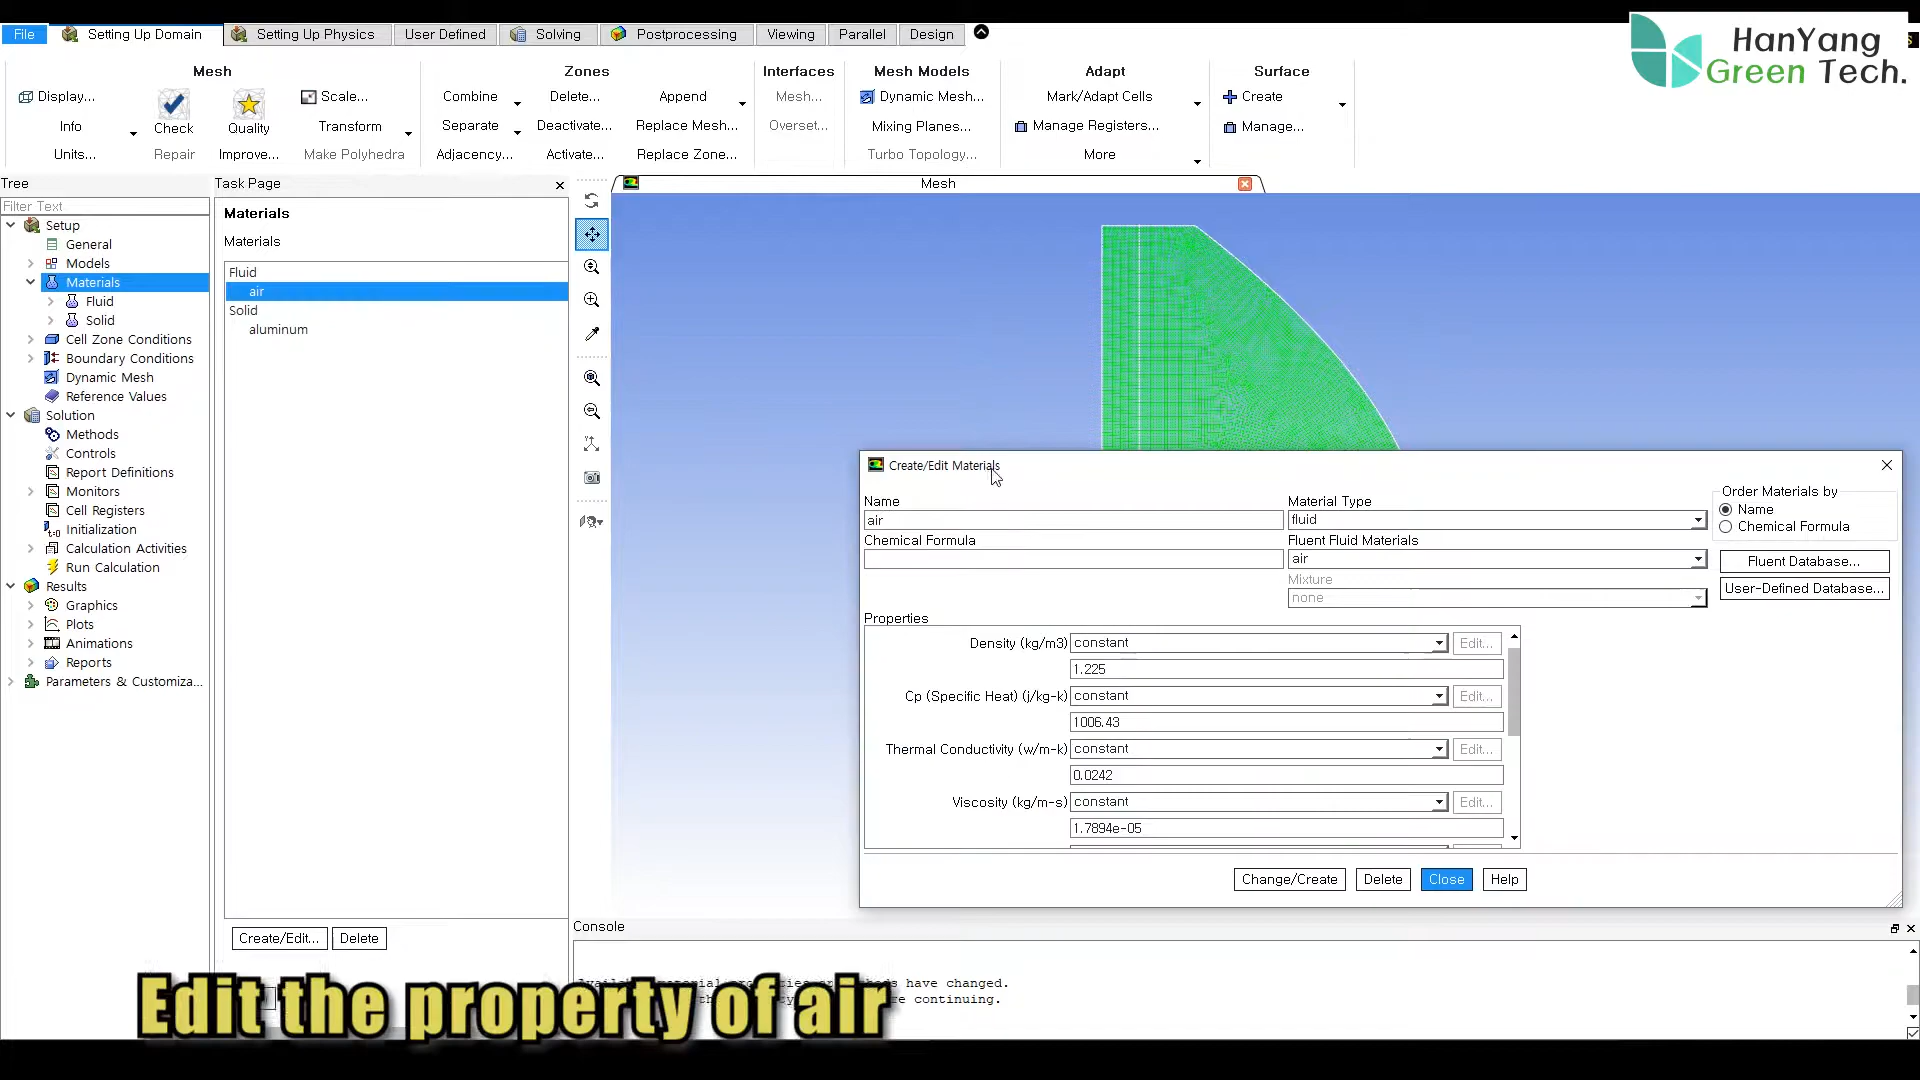 File
Setting Up Domain
Setting Up Physics
User Defined
Solving
Postprocessing
Viewing
Parallel
Design
HanYang
Green Tech.
Mesh
Zones
Interfaces
Mesh Models
Adapt
Surface
Display...
Scale...
Combine
Delete...
Append
Mesh...
Dynamic Mesh...
Mark/Adapt Cells
Create
Info
Check
Quality
Transform
Separate
Deactivate...
Replace Mesh...
Overset...
Mixing Planes...
Manage Registers...
Manage...
Units...
Repair
Improve...
Make Polyhedra
Adjacency...
Activate...
Replace Zone...
Turbo Topology...
More
Tree
Filter Text
Setup
General
Models
Materials
Fluid
Solid
Cell Zone Conditions
Boundary Conditions
Dynamic Mesh
Reference Values
Solution
Methods
Controls
Report Definitions
Monitors
Cell Registers
Initialization
Calculation Activities
Run Calculation
Results
Graphics
Plots
Animations
Reports
Parameters & Customiza...
Task Page
Materials
Materials
Fluid
air
Solid
aluminum
Create/Edit...
Delete
Mesh
Create/Edit Materials
Name
air
Chemical Formula
Material Type
fluid
Fluent Fluid Materials
air
Mixture
none
Order Materials by
Name
Chemical Formula
Fluent Database...
User-Defined Database...
Properties
Density (kg/m3)
constant
Edit...
1.225
Cp (Specific Heat) (j/kg-k)
constant
Edit...
1006.43
Thermal Conductivity (w/m-k)
constant
Edit...
0.0242
Viscosity (kg/m-s)
constant
Edit...
1.7894e-05
Change/Create
Delete
Close
Help
Console
have changed.
continuing.
Edit the property of air